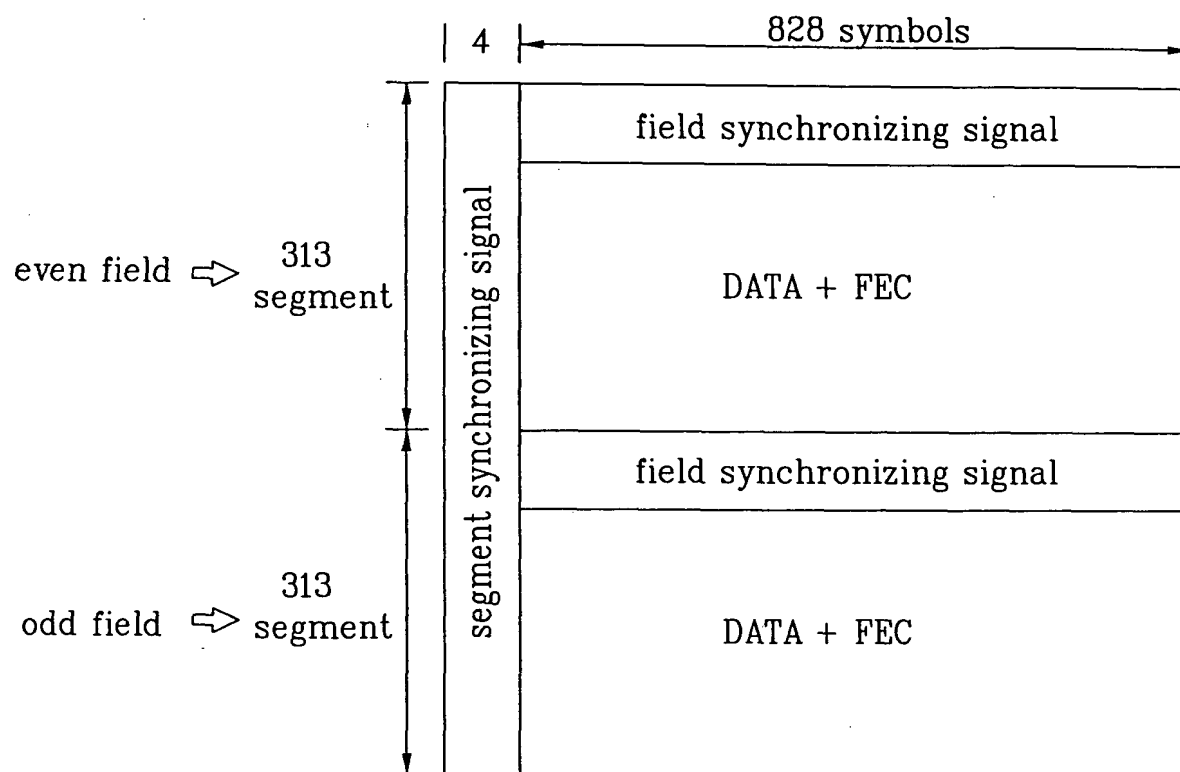 4
828 symbols
field synchronizing signal
segment synchronizing signal
even field
313
segment
DATA + FEC
field synchronizing signal
odd field
313
segment
DATA + FEC